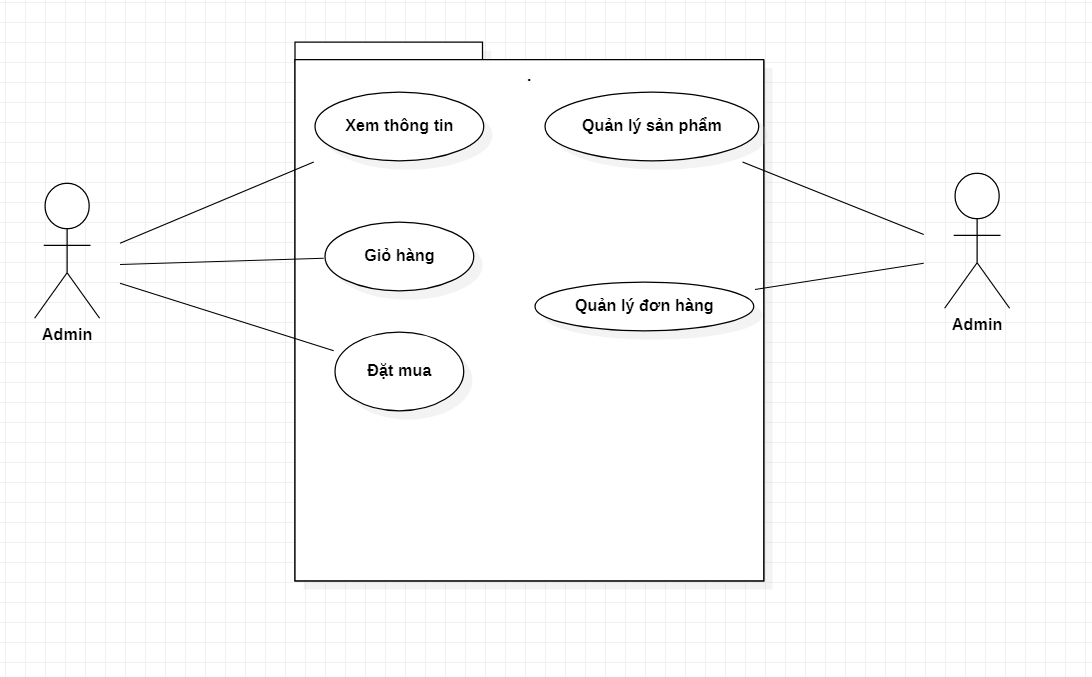 .
Xem thông tin
Quản lý sản phẩm
Giỏ hàng
Quản lý đơn hàng
Admin
Admin
Đặt mua